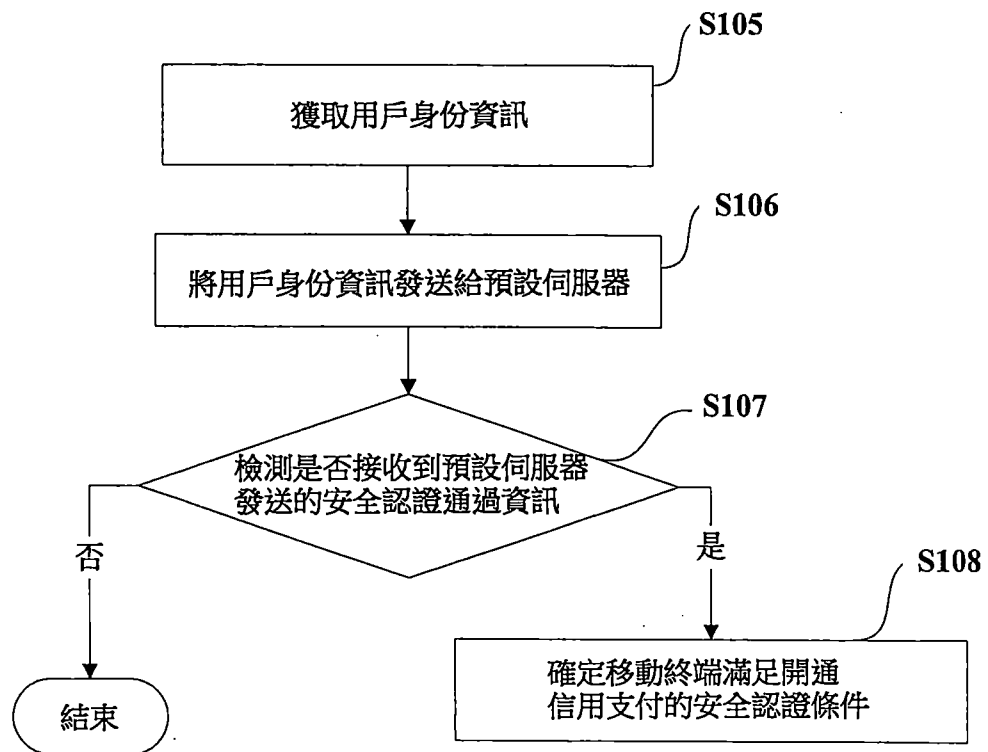 S105
獲取用戶身份資訊
S106
將用戶身份資訊發送給預設伺服器
S107
檢測是否接收到預設伺服器
發送的安全認證通過資訊
否
是
S108
確定移動終端滿足開通
信用支付的安全認證條件
結束